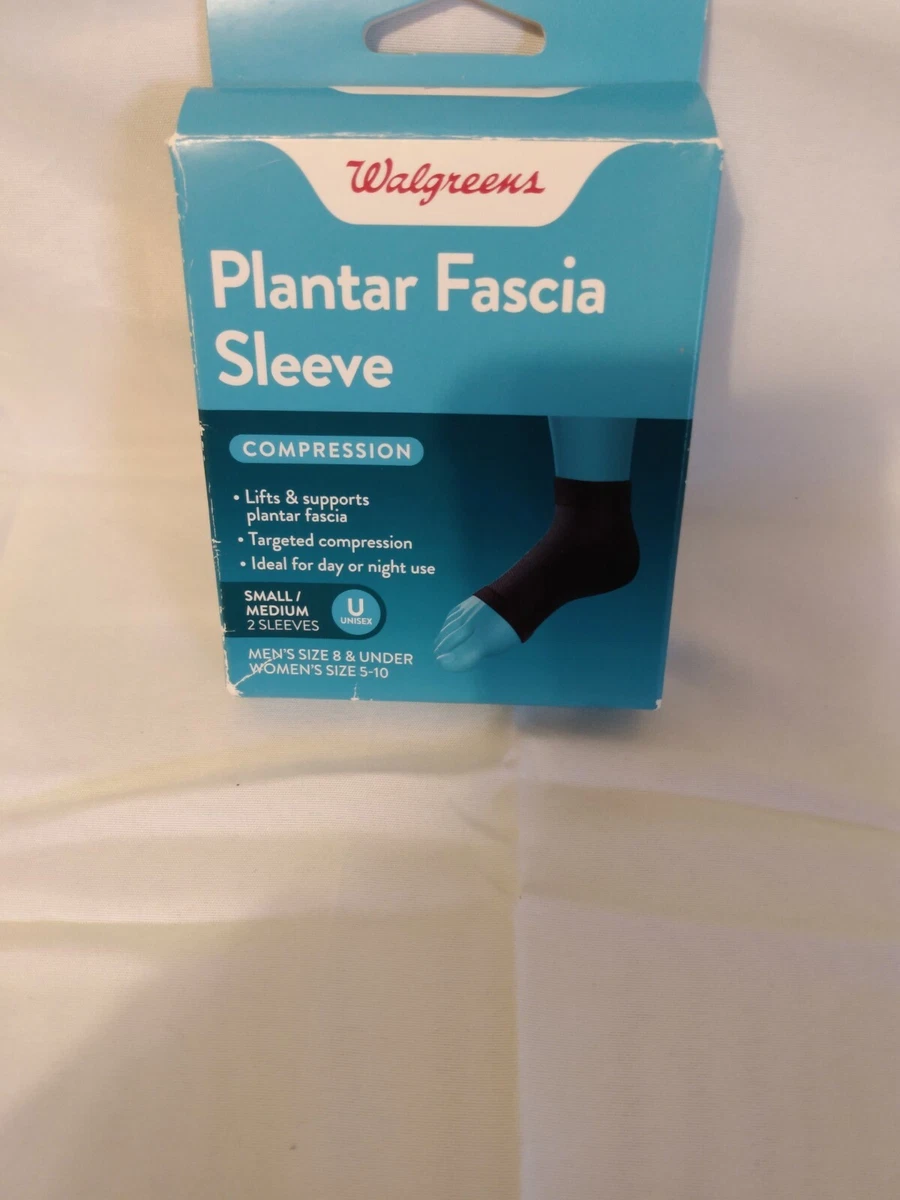 Walgreens
Plantar Fascia
Sleeve
COMPRESSION
• Lifts & supports
plantar fascia
• Targeted compression
• Ideal for day or night use
SMALL /
MEDIUM
2 SLEEVES
U
UNISEX
MEN'S SIZE 8 & UNDER
WOMEN'S SIZE 5-10